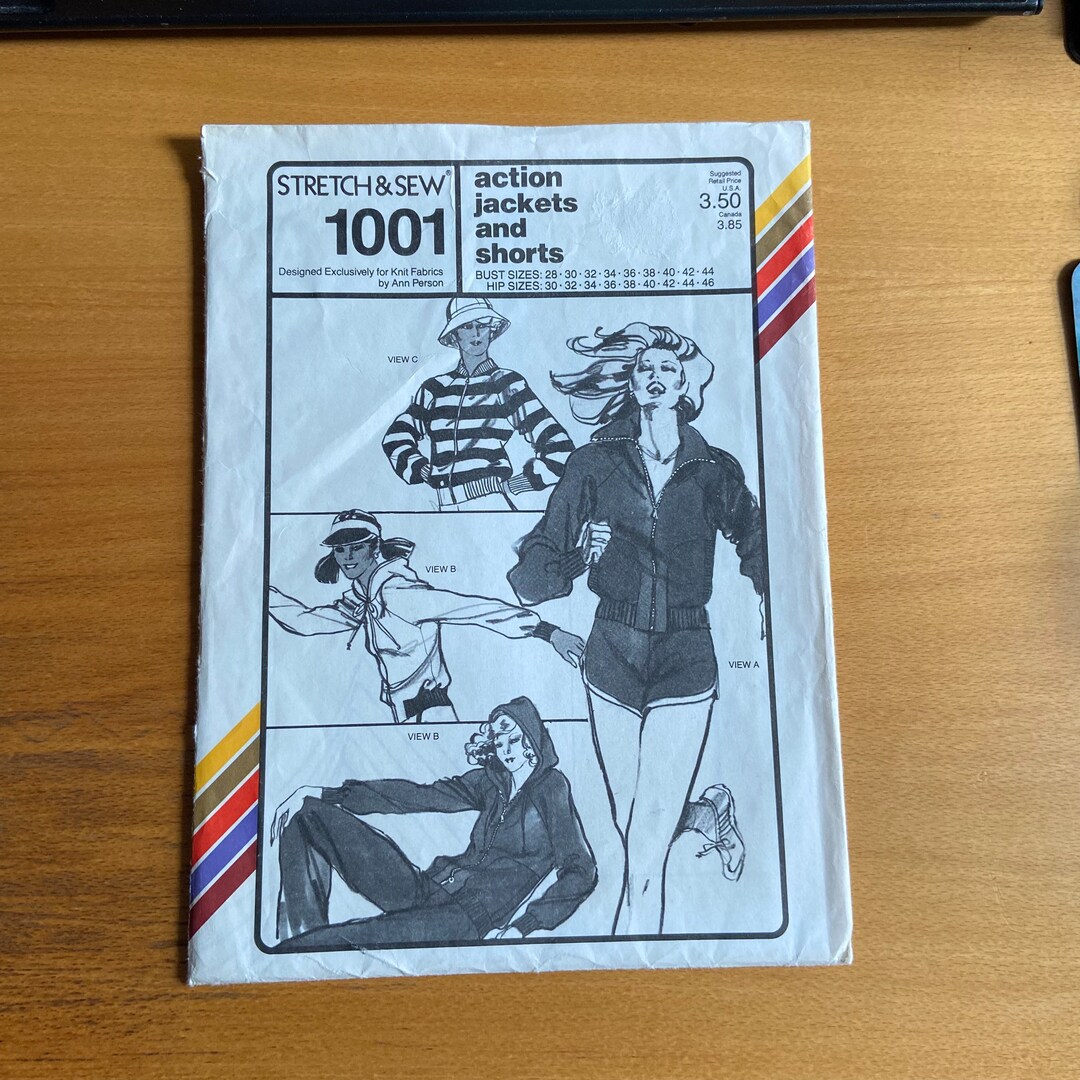 STRETCH & SEW®
1001
Designed Exclusively for Knit Fabrics
by Ann Person
action
jackets
and
shorts
BUST SIZES: 28 • 30 • 32 • 34 • 36 • 38 • 40 • 42 • 44
HIP SIZES: 30 • 32 • 34 • 36 • 38 • 40 • 42 • 44 • 46
Suggested
Retail Price
U.S.A.
3.50
Canada
3.85
VIEW C
VIEW B
VIEW A
VIEW B